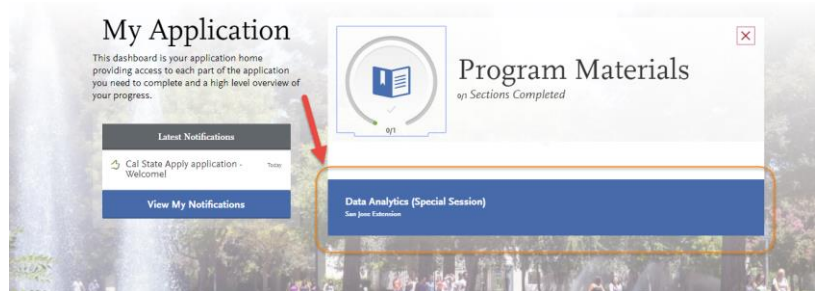 My Application
This dashboard is your application home
providing access to each part of the application
you need to complete and a high level overview of
your progress.
Latest Notifications
Cal State Apply application - Today
Welcome!
View My Notifications
0/1
Program Materials
0/1 Sections Completed
Data Analytics (Special Session)
San Jose Extension